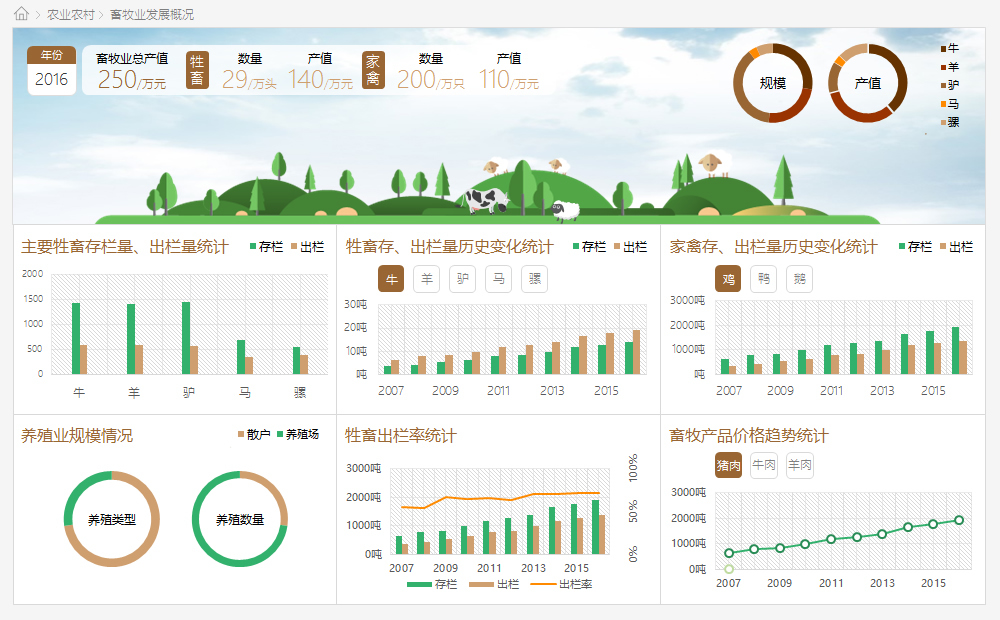 农业农村 > 畜牧业发展概况
年份
2016
畜牧业总产值
250/万元
牲畜
数量
29/万头
产值
140/万元
家禽
数量
200/万只
产值
110/万元
规模
产值
牛
羊
驴
马
骡
主要牲畜存栏量、出栏量统计
存栏 出栏
2000
1500
1000
500
0
牛 羊 驴 马 骡
牲畜存、出栏量历史变化统计
存栏 出栏
牛 羊 驴 马 骡
30吨
20吨
10吨
吨
2007 2009 2011 2013 2015
家禽存、出栏量历史变化统计
存栏 出栏
鸡 鸭 鹅
3000吨
2000吨
1000吨
吨
2007 2009 2011 2013 2015
养殖业规模情况
散户 养殖场
养殖类型
养殖数量
牲畜出栏率统计
3000吨
2000吨
1000吨
0吨
100%
50%
0%
2007 2009 2011 2013 2015
存栏 出栏 出栏率
畜牧产品价格趋势统计
猪肉 牛肉 羊肉
3000吨
2000吨
1000吨
0吨
2007 2009 2011 2013 2015